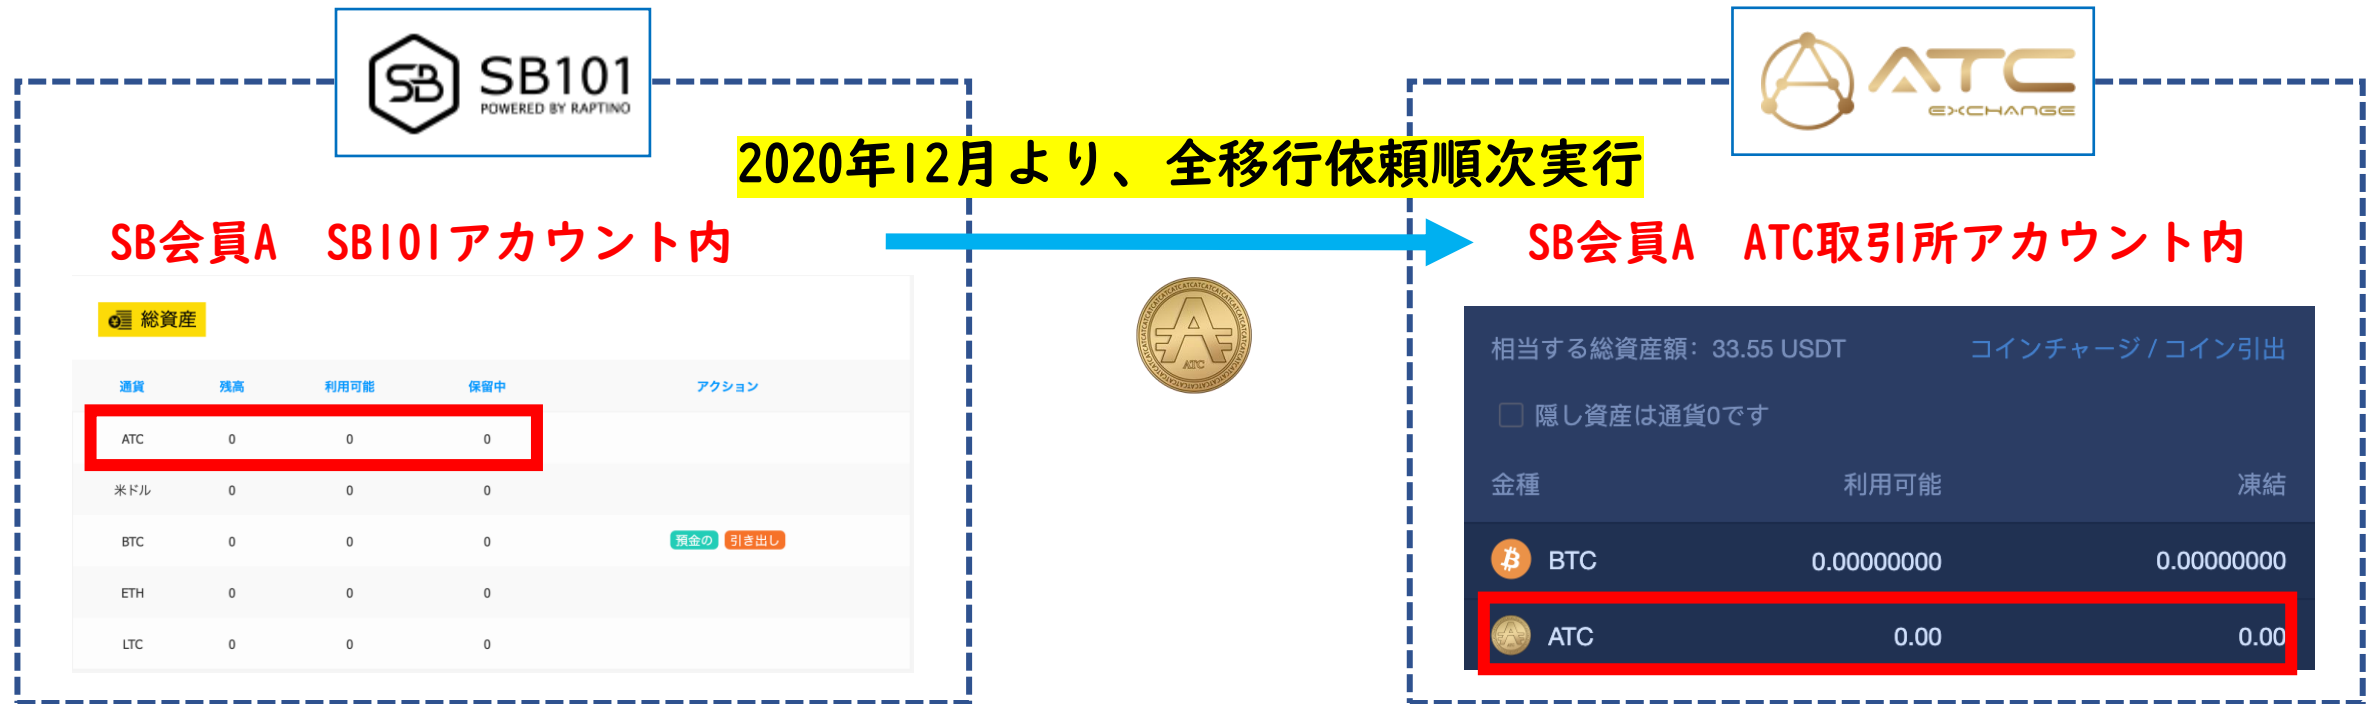 SB
SB101
POWERED BY RAPTINO
ATC
EXCHANGE
2020年12月より、全移行依頼順次実行
SB会員A　SB101アカウント内
総資産
通貨 残高 利用可能 保留中 アクション
ATC 0 0 0
米ドル 0 0 0
BTC 0 0 0 預金の 引き出し
ETH 0 0 0
LTC 0 0 0
ATC
SB会員A　ATC取引所アカウント内
相当する総資産額：33.55 USDT コインチャージ / コイン引出
隠し資産は通貨0です
金種 利用可能 凍結
BTC 0.00000000 0.00000000
ATC 0.00 0.00